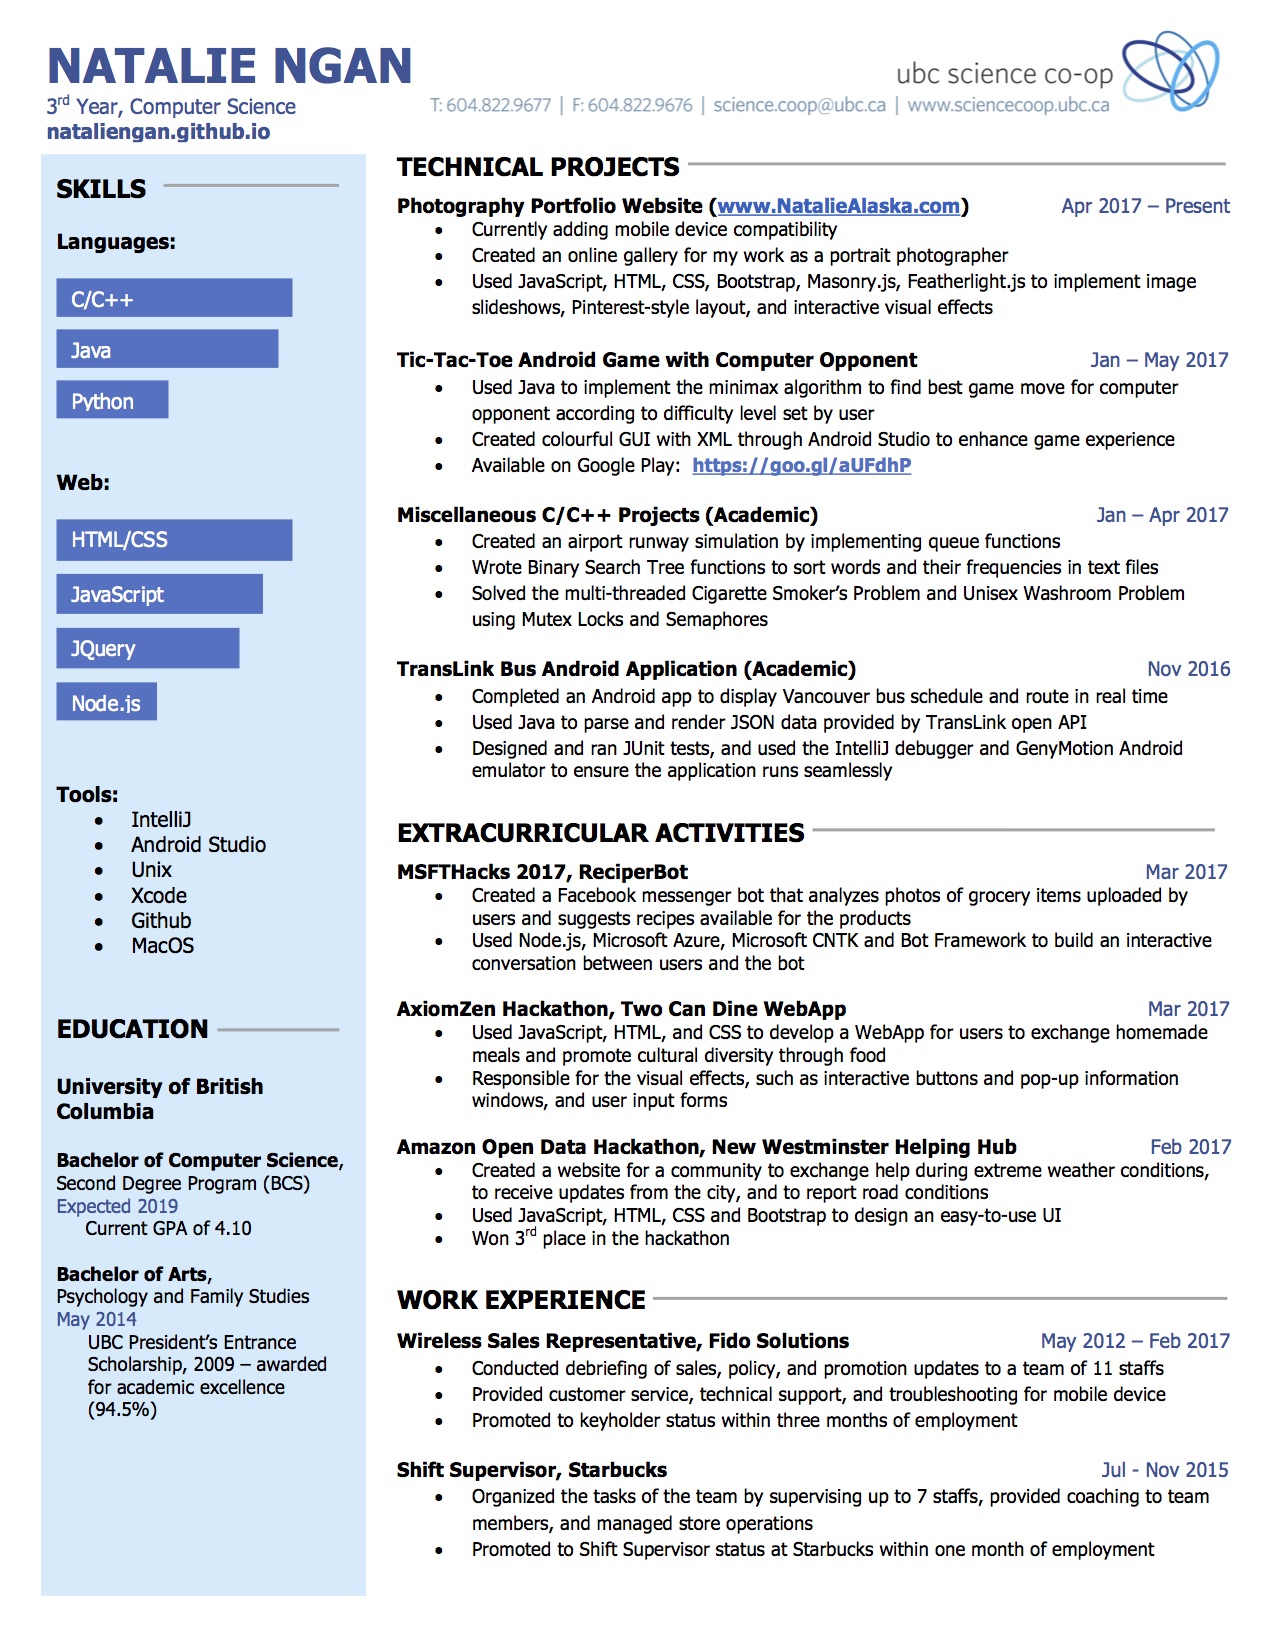 NATALIE NGAN
3rd Year, Computer Science
nataliengan.github.io
ubc science co-op
T: 604.822.9677 | F: 604.822.9676 | science.coop@ubc.ca | www.sciencecoop.ubc.ca
SKILLS
Languages:
C/C++
Java
Python
Web:
HTML/CSS
JavaScript
JQuery
Node.js
Tools:
• IntelliJ
• Android Studio
• Unix
• Xcode
• Github
• MacOS
EDUCATION
University of British
Columbia
Bachelor of Computer Science,
Second Degree Program (BCS)
Expected 2019
Current GPA of 4.10
Bachelor of Arts,
Psychology and Family Studies
May 2014
UBC President’s Entrance
Scholarship, 2009 – awarded
for academic excellence
(94.5%)
TECHNICAL PROJECTS
Photography Portfolio Website (www.NatalieAlaska.com) Apr 2017 – Present
• Currently adding mobile device compatibility
• Created an online gallery for my work as a portrait photographer
• Used JavaScript, HTML, CSS, Bootstrap, Masonry.js, Featherlight.js to implement image
slideshows, Pinterest-style layout, and interactive visual effects
Tic-Tac-Toe Android Game with Computer Opponent Jan – May 2017
• Used Java to implement the minimax algorithm to find best game move for computer
opponent according to difficulty level set by user
• Created colourful GUI with XML through Android Studio to enhance game experience
• Available on Google Play: https://goo.gl/aUFdhP
Miscellaneous C/C++ Projects (Academic) Jan – Apr 2017
• Created an airport runway simulation by implementing queue functions
• Wrote Binary Search Tree functions to sort words and their frequencies in text files
• Solved the multi-threaded Cigarette Smoker’s Problem and Unisex Washroom Problem
using Mutex Locks and Semaphores
TransLink Bus Android Application (Academic) Nov 2016
• Completed an Android app to display Vancouver bus schedule and route in real time
• Used Java to parse and render JSON data provided by TransLink open API
• Designed and ran JUnit tests, and used the IntelliJ debugger and GenyMotion Android
emulator to ensure the application runs seamlessly
EXTRACURRICULAR ACTIVITIES
MSFTHacks 2017, ReciperBot Mar 2017
• Created a Facebook messenger bot that analyzes photos of grocery items uploaded by
users and suggests recipes available for the products
• Used Node.js, Microsoft Azure, Microsoft CNTK and Bot Framework to build an interactive
conversation between users and the bot
AxiomZen Hackathon, Two Can Dine WebApp Mar 2017
• Used JavaScript, HTML, and CSS to develop a WebApp for users to exchange homemade
meals and promote cultural diversity through food
• Responsible for the visual effects, such as interactive buttons and pop-up information
windows, and user input forms
Amazon Open Data Hackathon, New Westminster Helping Hub Feb 2017
• Created a website for a community to exchange help during extreme weather conditions,
to receive updates from the city, and to report road conditions
• Used JavaScript, HTML, CSS and Bootstrap to design an easy-to-use UI
• Won 3rd place in the hackathon
WORK EXPERIENCE
Wireless Sales Representative, Fido Solutions May 2012 – Feb 2017
• Conducted debriefing of sales, policy, and promotion updates to a team of 11 staffs
• Provided customer service, technical support, and troubleshooting for mobile device
• Promoted to keyholder status within three months of employment
Shift Supervisor, Starbucks Jul - Nov 2015
• Organized the tasks of the team by supervising up to 7 staffs, provided coaching to team
members, and managed store operations
• Promoted to Shift Supervisor status at Starbucks within one month of employment